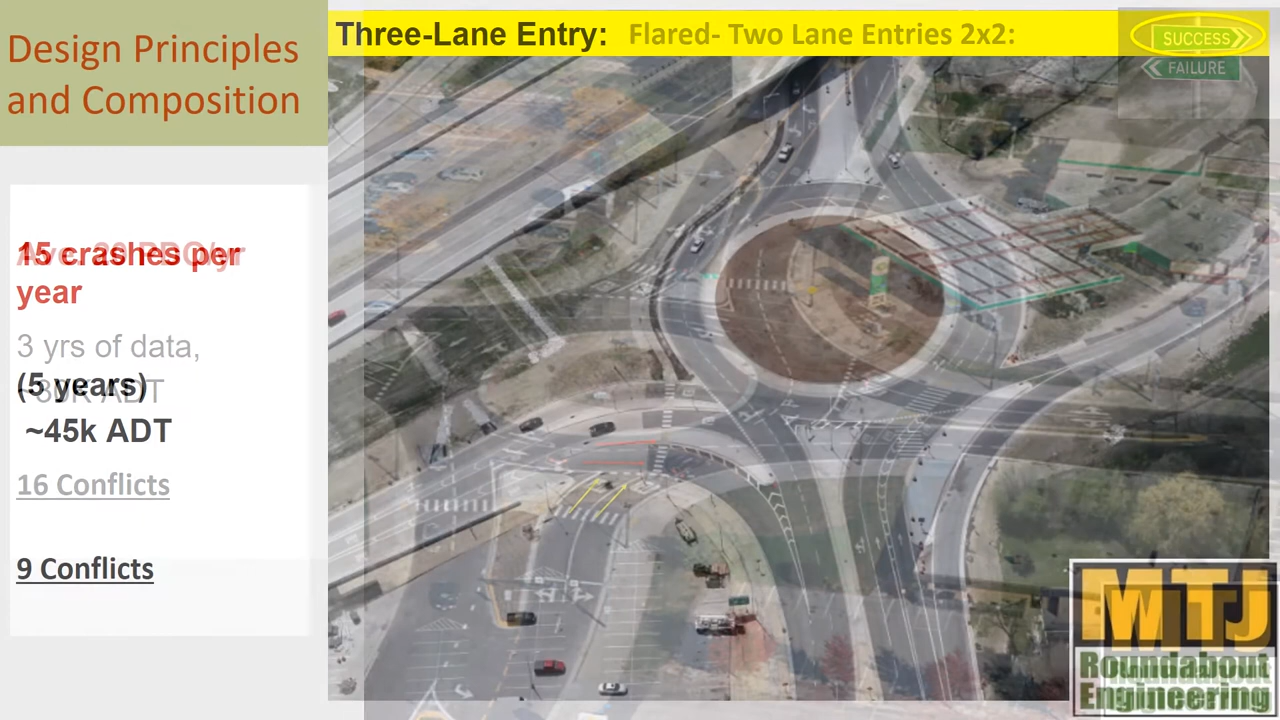 Design Principles
and Composition
Three-Lane Entry: Flared- Two Lane Entries 2x2:
SUCCESS
FAILURE
15 crashes per
year
3 yrs of data,
(5 years)
ADT
~45k ADT
16 Conflicts
9 Conflicts
MTJ
Roundabout
Engineering